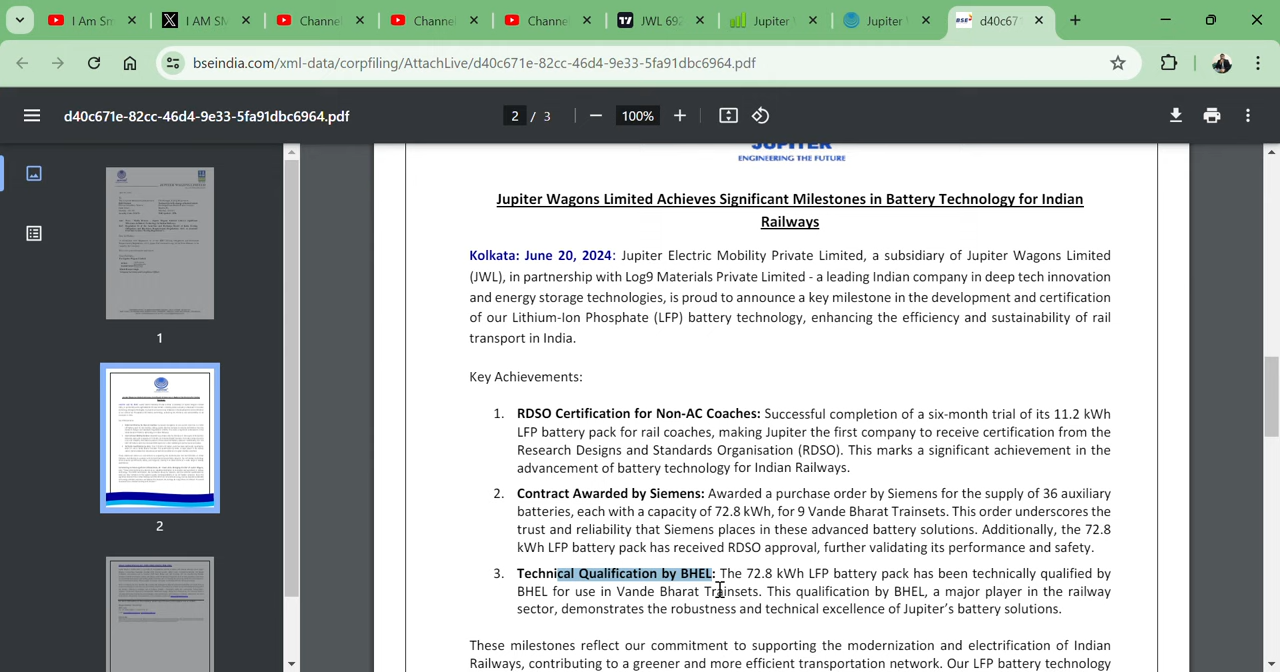 I Am Sm
I AM SM
Channel
Channel
Channe
JWL 692
Jupiter
Jupiter
d40c67
bseindia.com/xml-data/corpfiling/AttachLive/d40c671e-82cc-46d4-9e33-5fa91dbc6964.pdf
d40c671e-82cc-46d4-9e33-5fa91dbc6964.pdf
2 / 3
100%
JUPITER
ENGINEERING THE FUTURE
Jupiter Wagons Limited Achieves Significant Milestones in Battery Technology for Indian
Railways
Kolkata: June 20, 2024: Jupiter Electric Mobility Private Limited, a subsidiary of Jupiter Wagons Limited
(JWL), in partnership with Log9 Materials Private Limited - a leading Indian company in deep tech innovation
and energy storage technologies, is proud to announce a key milestone in the development and certification
of our Lithium-Ion Phosphate (LFP) battery technology, enhancing the efficiency and sustainability of rail
transport in India.
Key Achievements:
1. RDSO Certification for Non-AC Coaches: Successful completion of a six-month trial of its 11.2 kWh
LFP battery pack for rail coaches, making Jupiter the first company to receive certification from the
Research Designs and Standards Organisation (RDSO). This marks a significant achievement in the
advancement of battery technology for Indian Railways.
2. Contract Awarded by Siemens: Awarded a purchase order by Siemens for the supply of 36 auxiliary
batteries, each with a capacity of 72.8 kWh, for 9 Vande Bharat Trainsets. This order underscores the
trust and reliability that Siemens places in these advanced battery solutions. Additionally, the 72.8
kWh LFP battery pack has received RDSO approval, further validating its performance and safety.
3. Technical Qualification by BHEL: The 72.8 kWh LFP battery pack has been technically qualified by
BHEL for use in Vande Bharat Trainsets. This qualification by BHEL, a major player in the railway
sector, demonstrates the robustness and technical excellence of Jupiter's battery solutions.
These milestones reflect our commitment to supporting the modernization and electrification of Indian
Railways, contributing to a greener and more efficient transportation network. Our LFP battery technology
1
2